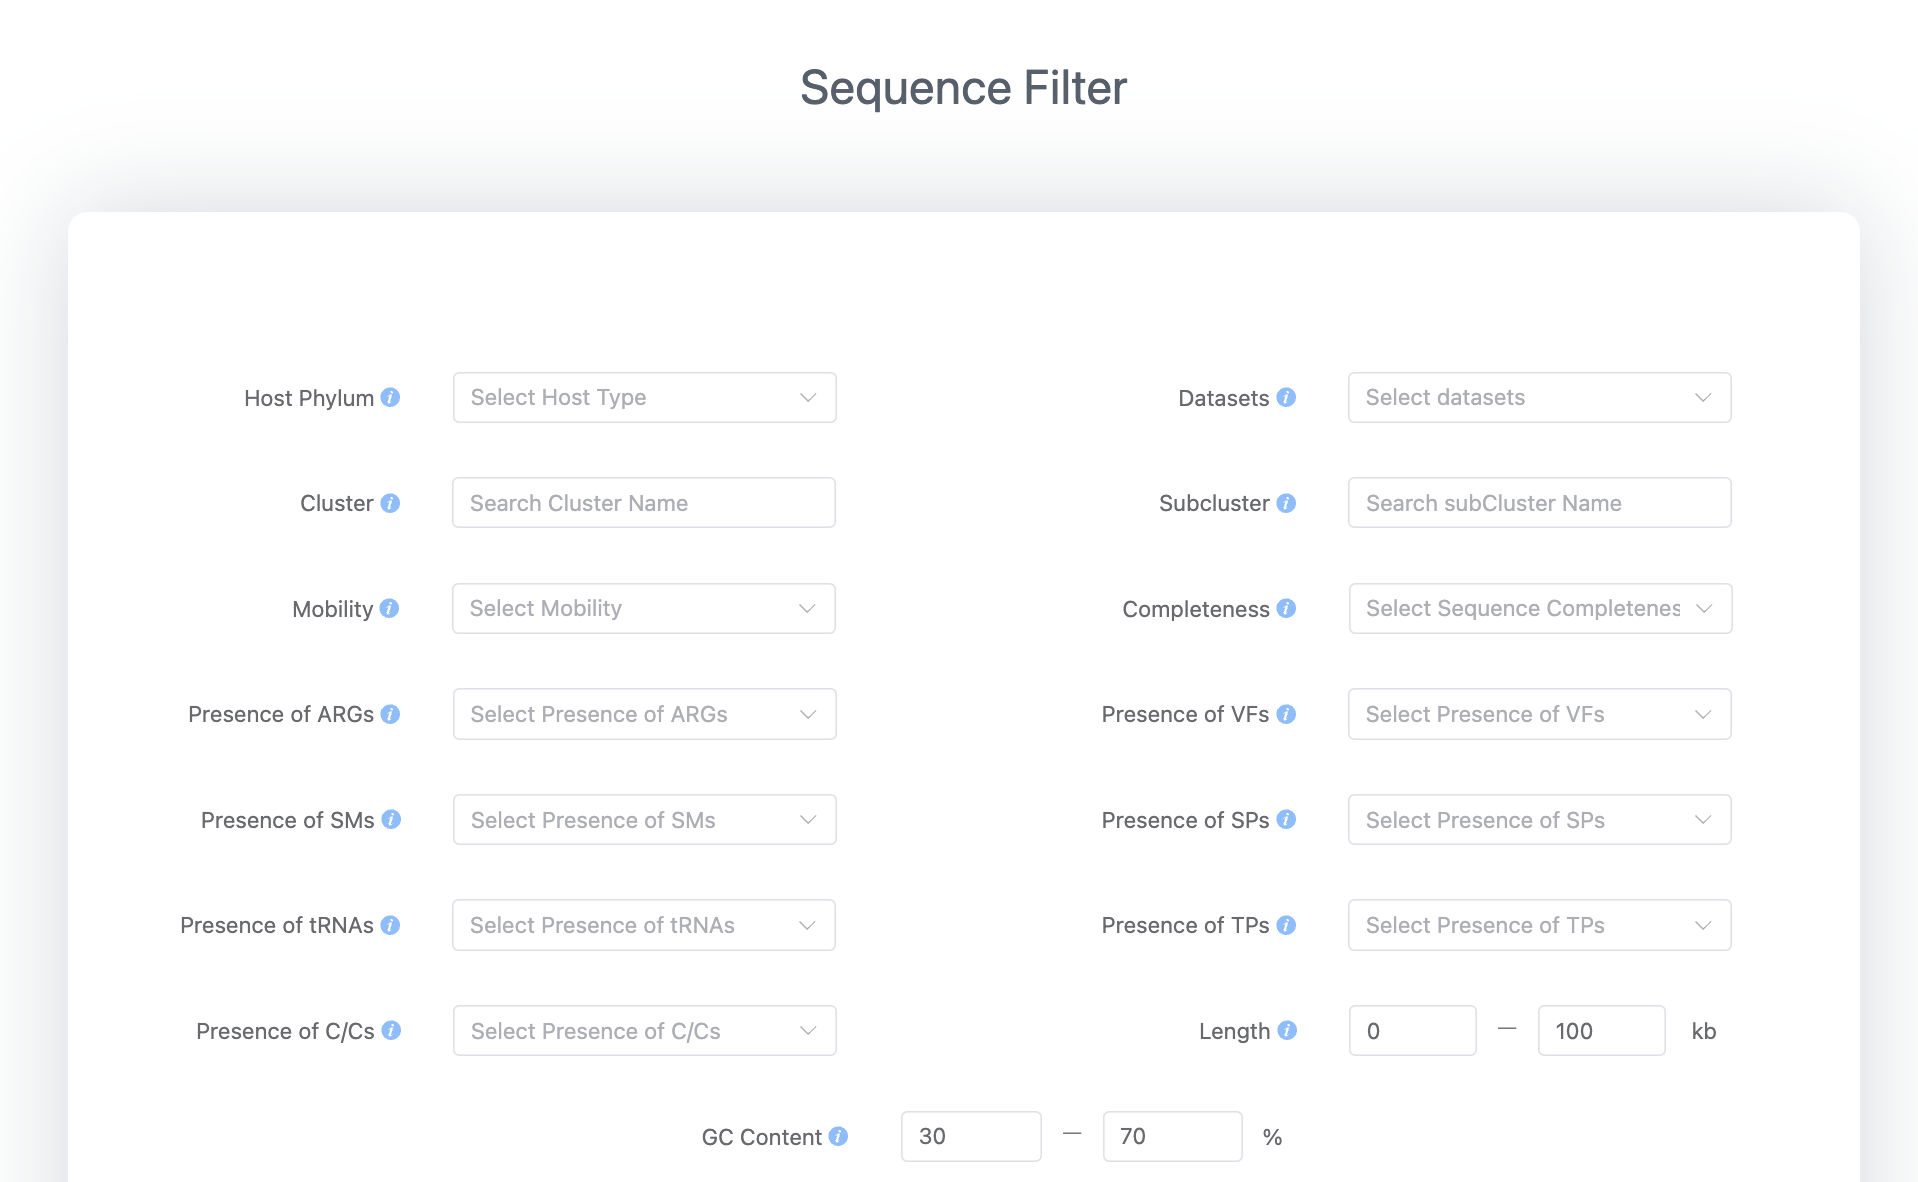 Sequence Filter
Host Phylum Select Host Type Datasets Select datasets
Cluster Search Cluster Name Subcluster Search subCluster Name
Mobility Select Mobility Completeness Select Sequence Completenes
Presence of ARGs Select Presence of ARGs Presence of VFs Select Presence of VFs
Presence of SMs Select Presence of SMs Presence of SPs Select Presence of SPs
Presence of tRNAs Select Presence of tRNAs Presence of TPs Select Presence of TPs
Presence of C/Cs Select Presence of C/Cs Length 0 — 100 kb
GC Content 30 — 70 %